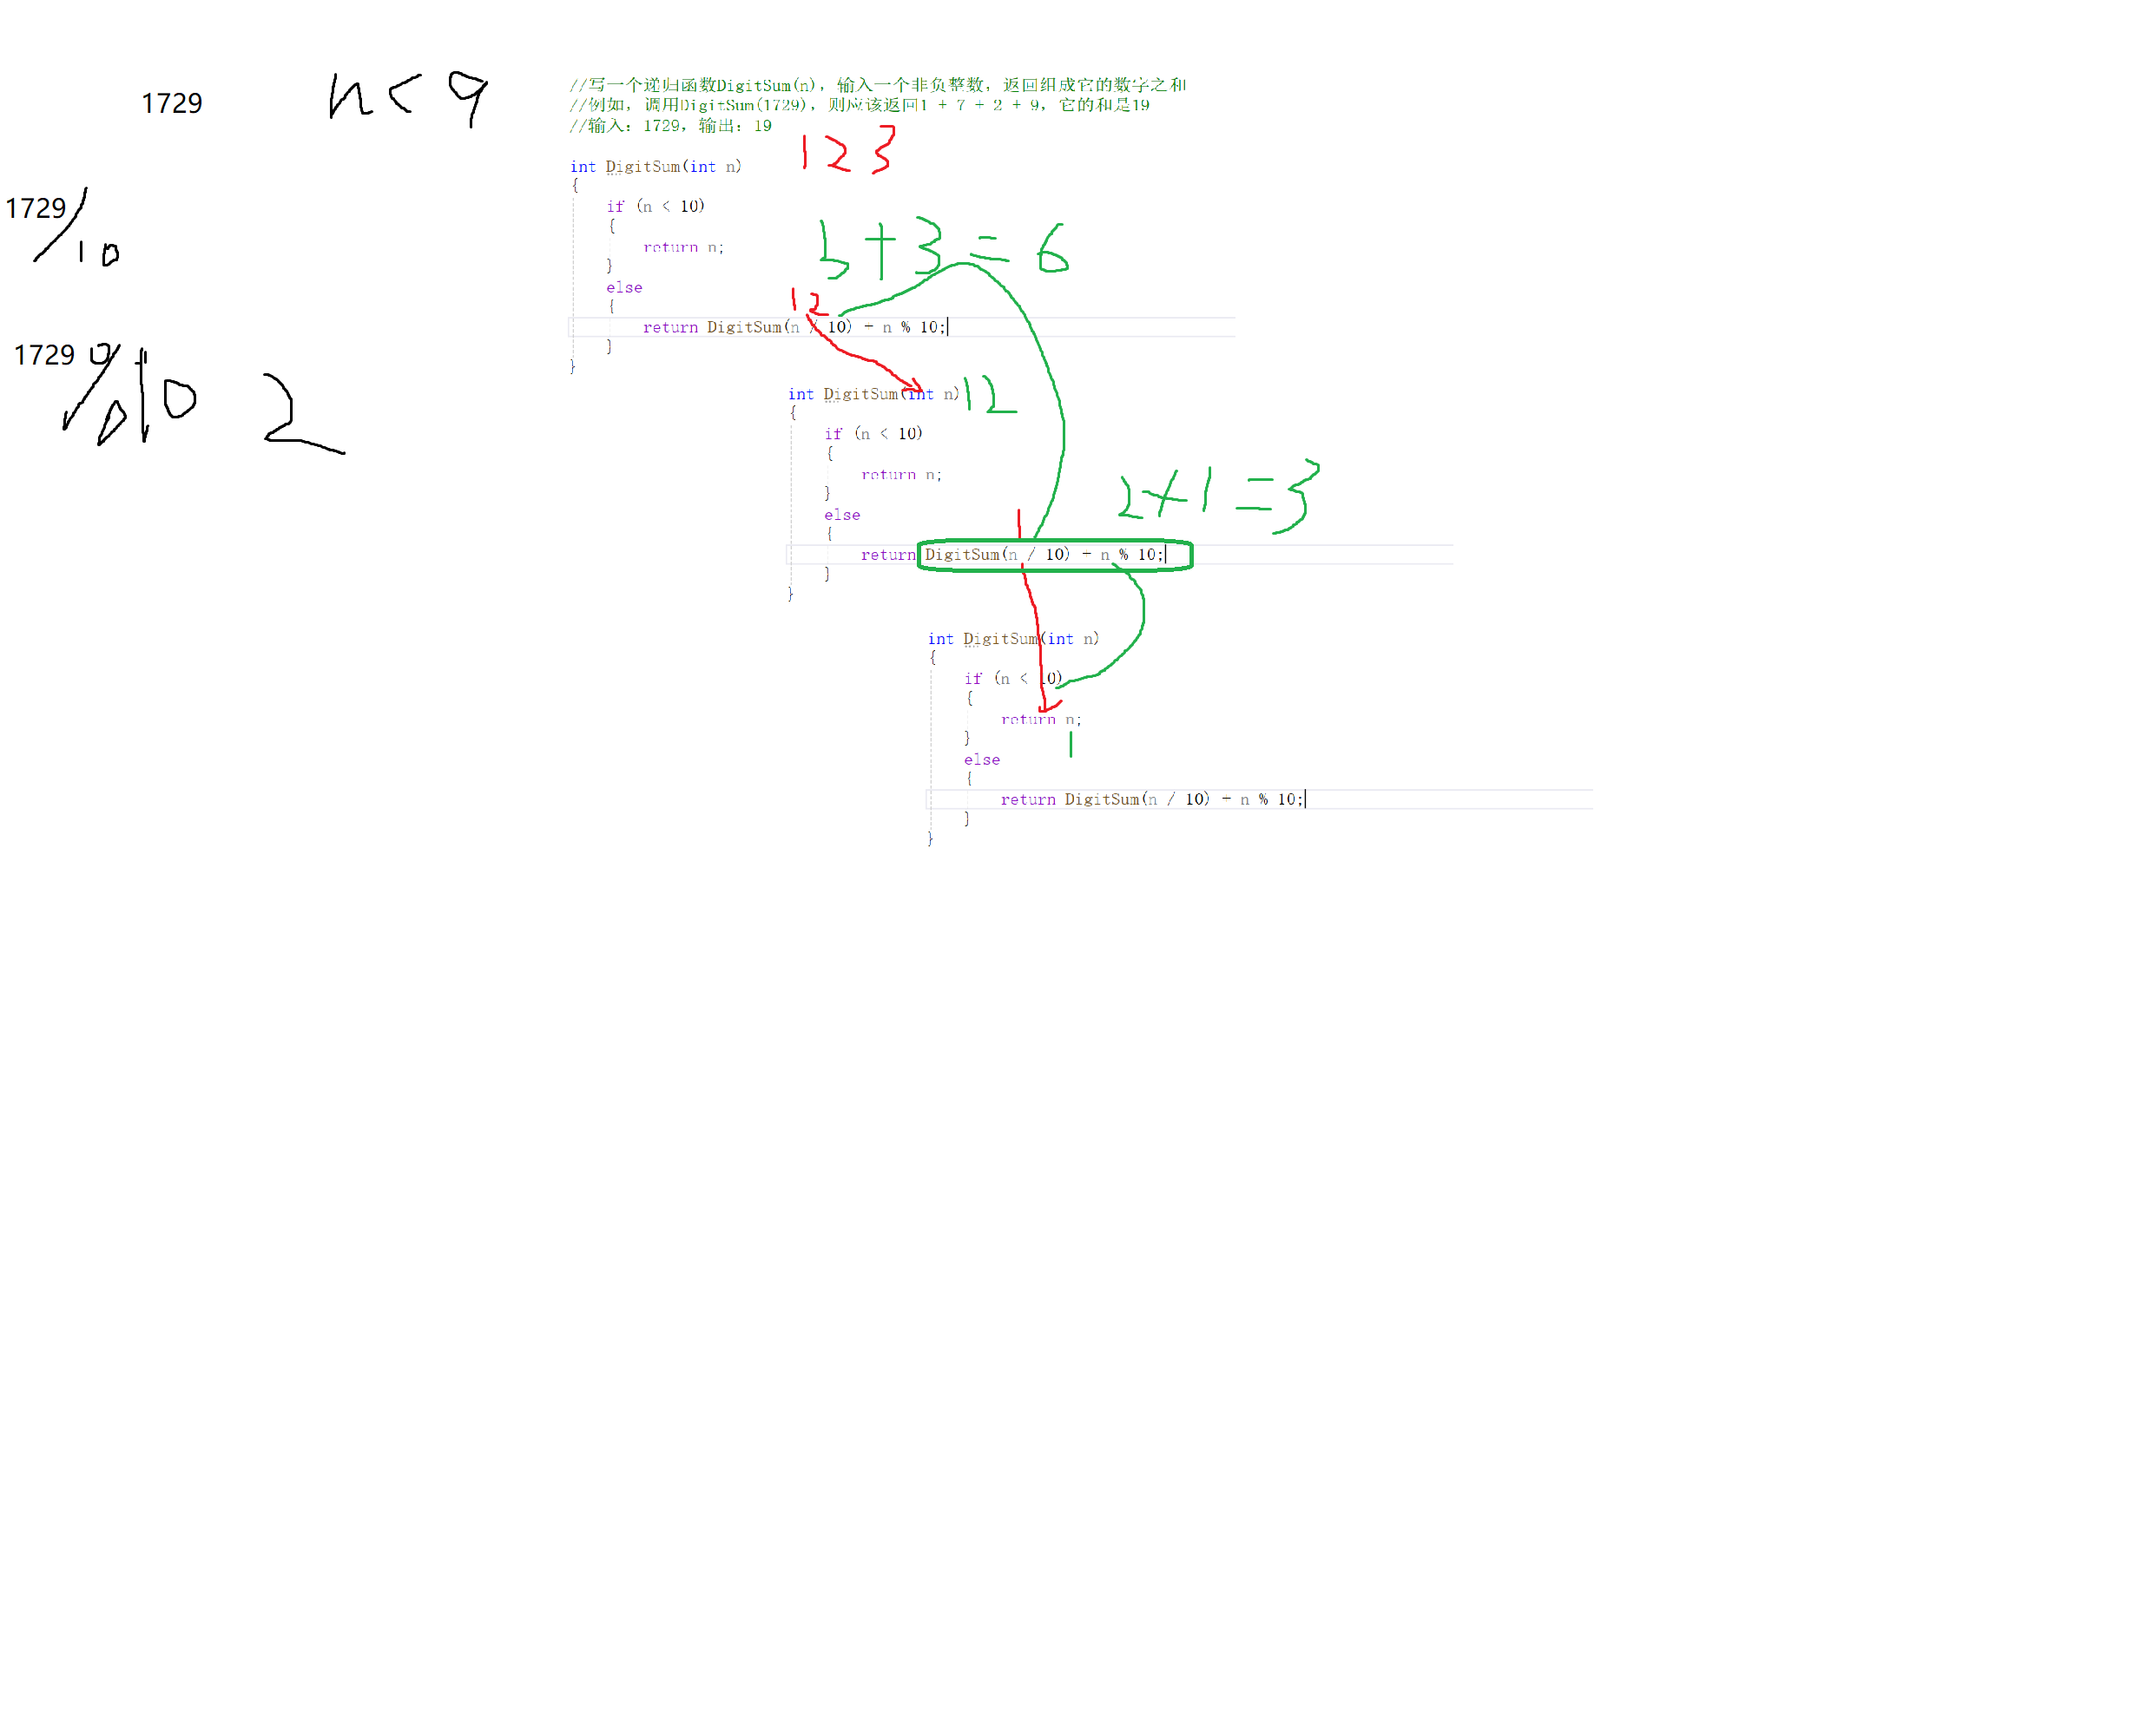 1729
n<9
1729/10
1729 % 10 2
//写一个递归函数DigitSum(n)，输入一个非负整数，返回组成它的数字之和
//例如，调用DigitSum(1729)，则应该返回1 + 7 + 2 + 9，它的和是19
//输入：1729，输出：19
123
int DigitSum(int n)
{
if (n < 10)
{
return n;
}
else
{
3+3=6
12
return DigitSum(n / 10) + n % 10;
}
}
int DigitSum(int n) 12
{
if (n < 10)
{
return n;
}
else
{
2+1=3
1
return DigitSum(n / 10) + n % 10;
}
}
int DigitSum(int n)
{
if (n < 10)
{
return n;
1
}
else
{
return DigitSum(n / 10) + n % 10;
}
}